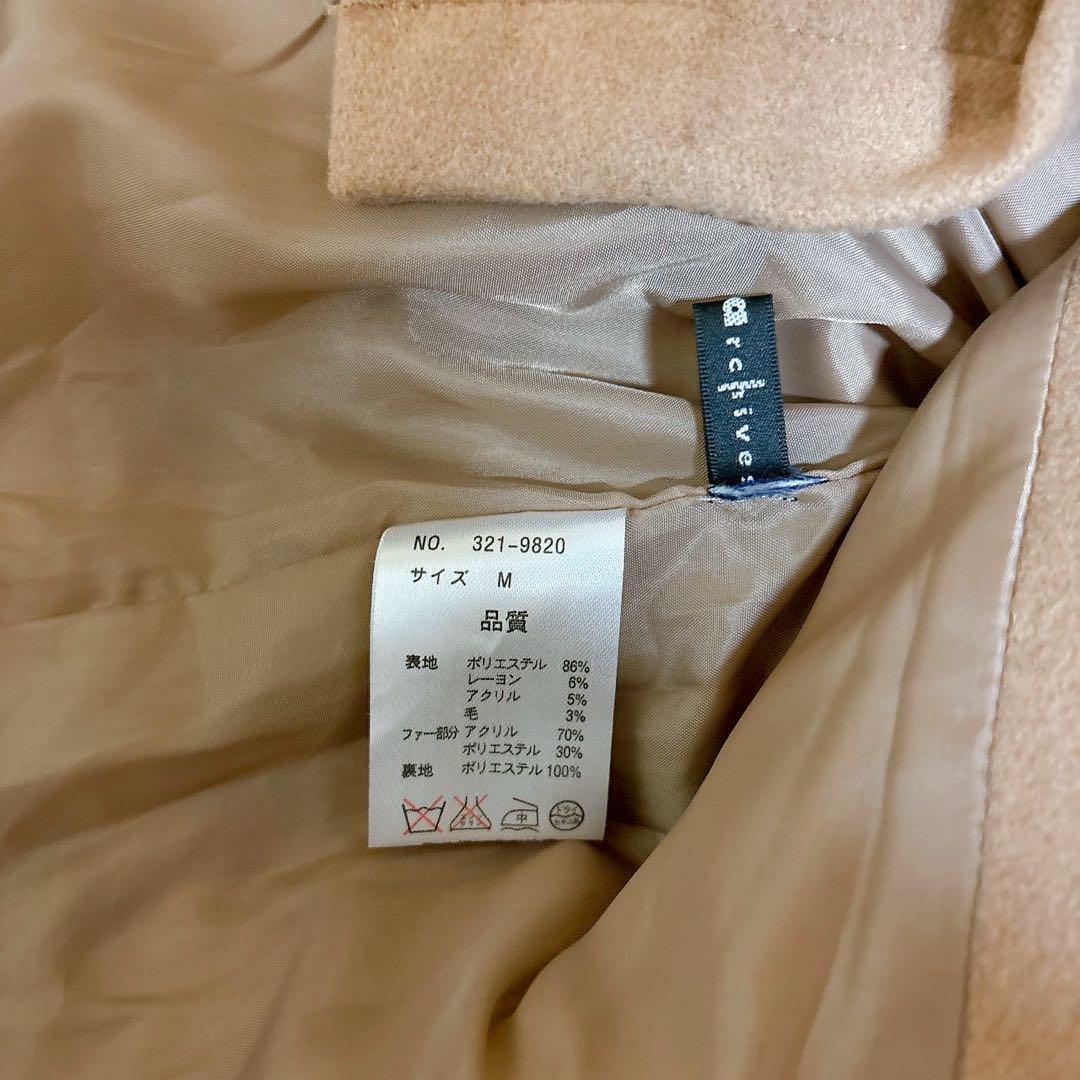 archives
NO. 321-9820
サイズ M
品質
表地 ポリエステル 86%
レーヨン 6%
アクリル 5%
毛 3%
ファー部分 アクリル 70%
ポリエステル 30%
裏地 ポリエステル 100%
中 ドライ